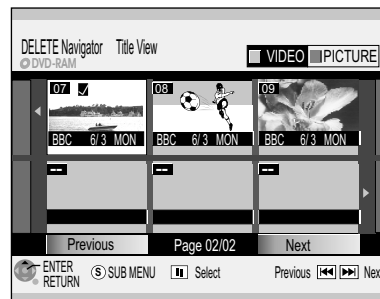 DELETE Navigator Title View
DVD-RAM
VIDEO PICTURE
07 08 09
BBC 6/3 MON BBC 6/3 MON BBC 6/3 MON
-- -- --
Previous Page 02/02 Next
ENTER
RETURN
S SUB MENU Select Previous Nex